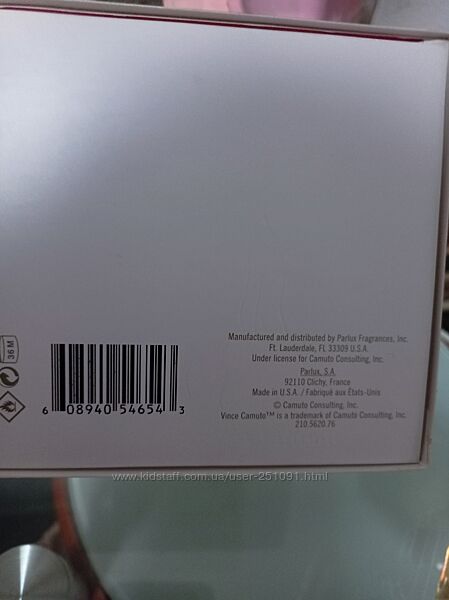 Manufactured and distributed by Parlux Fragrances, Inc.
Ft. Lauderdale, FL 33309 U.S.A.
Under license for Camuto Consulting, Inc.
Parlux, S.A.
92110 Clichy, France
Made in U.S.A. / Fabriqué aux États-Unis
© Camuto Consulting, Inc.
Vince Camuto™ is a trademark of Camuto Consulting, Inc.
210.5620.76
36 M
6 08940 54654 3
www.kidstaff.com.ua/user-251091.html